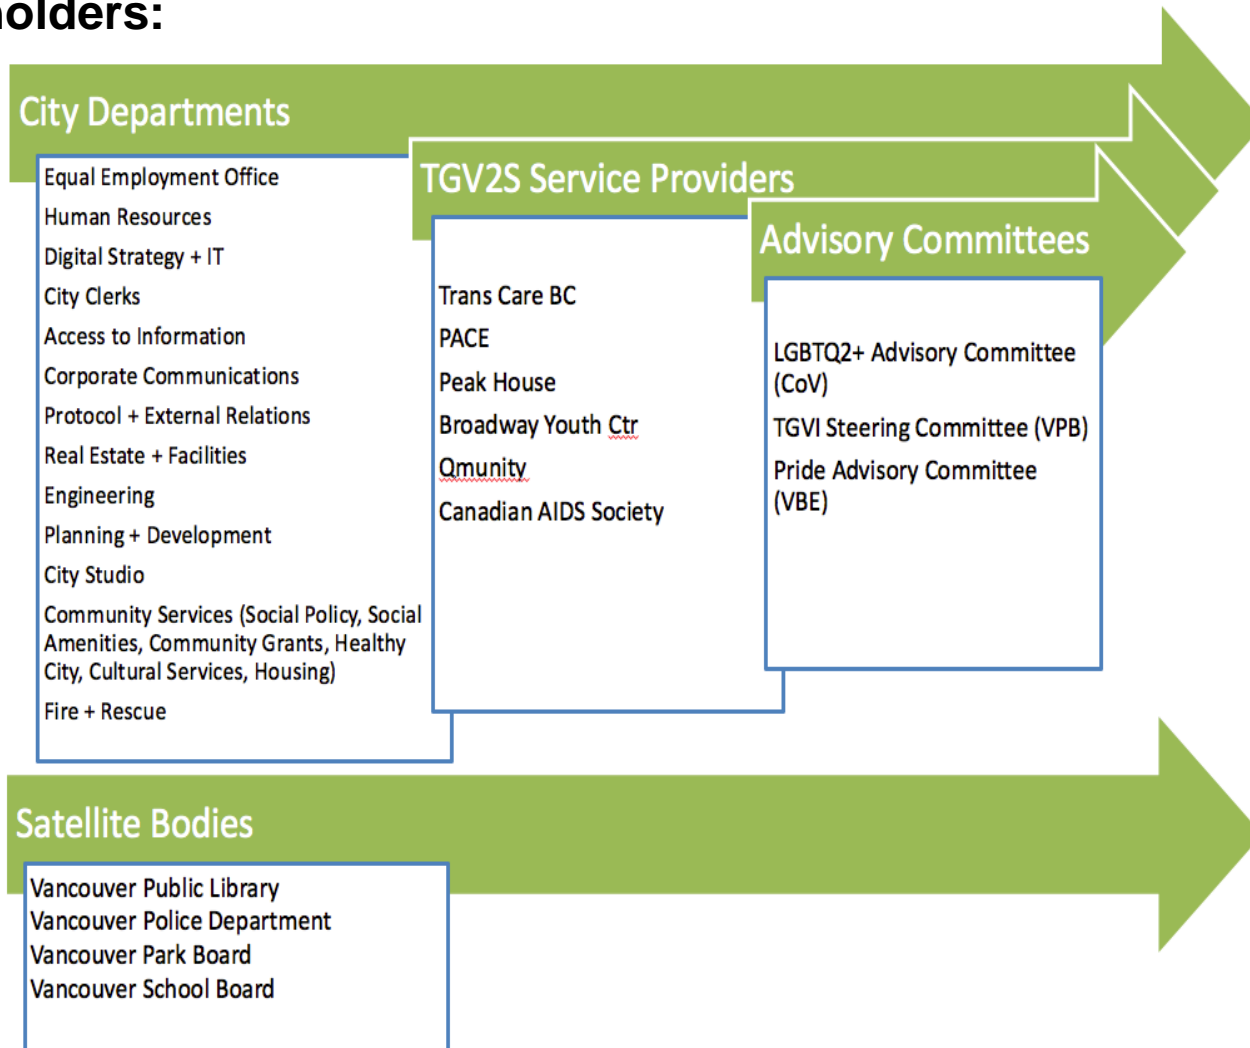 holders:
City Departments
Equal Employment Office
Human Resources
Digital Strategy + IT
City Clerks
Access to Information
Corporate Communications
Protocol + External Relations
Real Estate + Facilities
Engineering
Planning + Development
City Studio
Community Services (Social Policy, Social
Amenities, Community Grants, Healthy
City, Cultural Services, Housing)
Fire + Rescue
TGV2S Service Providers
Trans Care BC
PACE
Peak House
Broadway Youth Ctr
Qmunity
Canadian AIDS Society
Advisory Committees
LGBTQ2+ Advisory Committee
(CoV)
TGVI Steering Committee (VPB)
Pride Advisory Committee
(VBE)
Satellite Bodies
Vancouver Public Library
Vancouver Police Department
Vancouver Park Board
Vancouver School Board